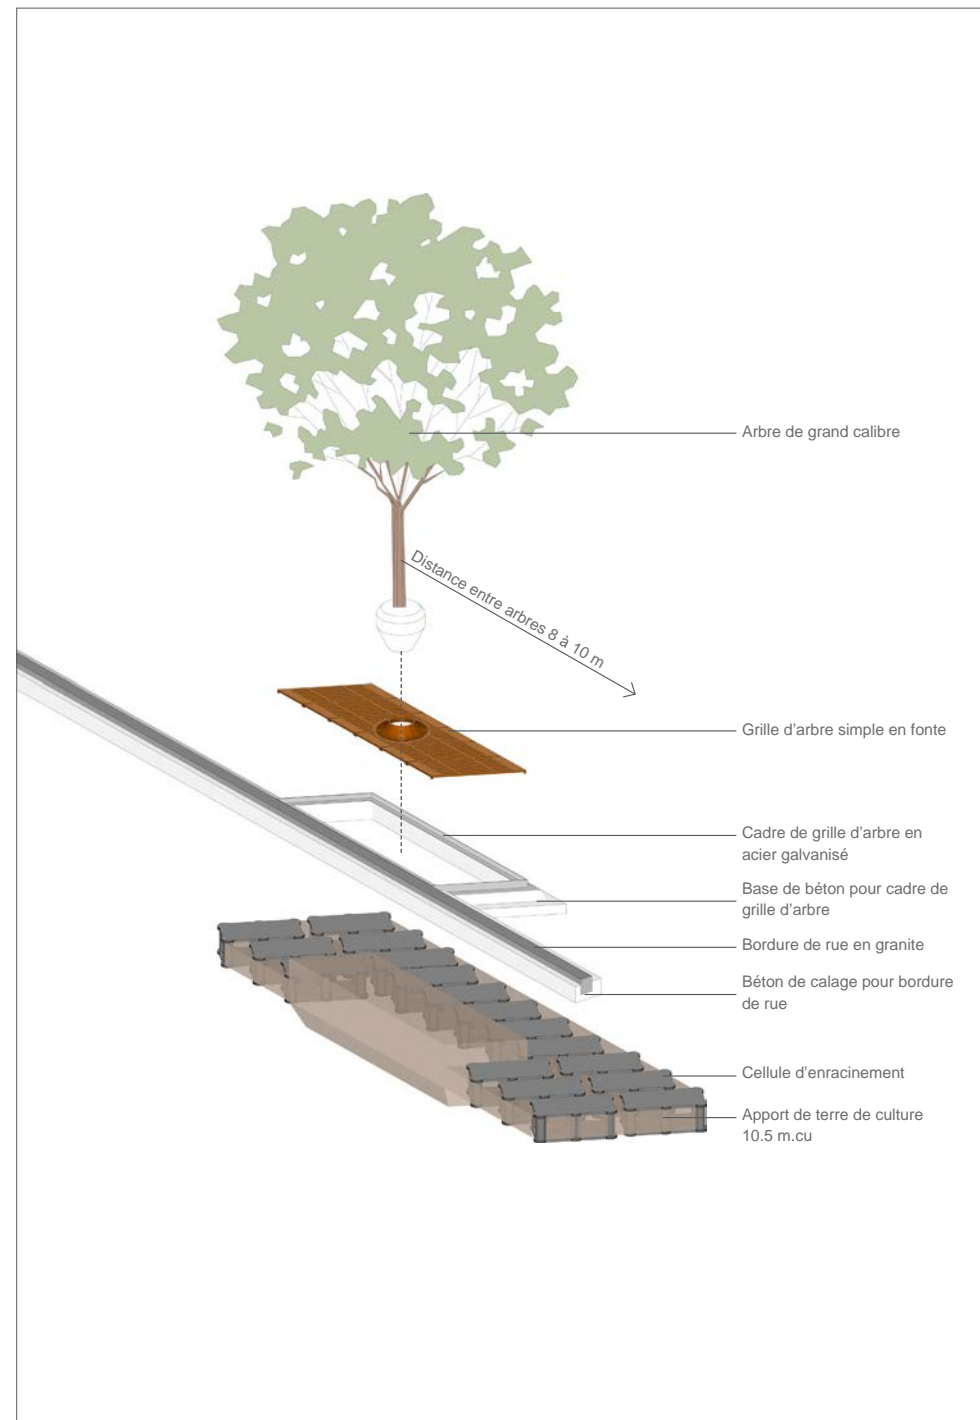 Arbre de grand calibre
Distance entre arbres 8 à 10 m
Grille d'arbre simple en fonte
Cadre de grille d'arbre en
acier galvanisé
Base de béton pour cadre de
grille d'arbre
Bordure de rue en granite
Béton de calage pour bordure
de rue
Cellule d'enracinement
Apport de terre de culture
10.5 m.cu